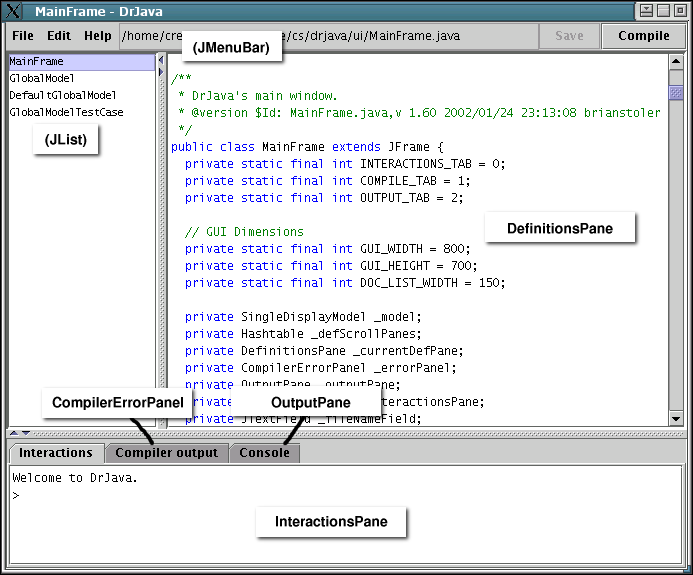 MainFrame - DrJava
File Edit Help /home/cre e/cs/drjava/ui/MainFrame.java Save Compile
(JMenuBar)
MainFrame
GlobalModel
DefaultGlobalModel
GlobalModelTestCase
(JList)
/**
* DrJava's main window.
* @version $Id: MainFrame.java,v 1.60 2002/01/24 23:13:08 brianstoler
*/
public class MainFrame extends JFrame {
private static final int INTERACTIONS_TAB = 0;
private static final int COMPILE_TAB = 1;
private static final int OUTPUT_TAB = 2;
DefinitionsPane
// GUI Dimensions
private static final int GUI_WIDTH = 800;
private static final int GUI_HEIGHT = 700;
private static final int DOC_LIST_WIDTH = 150;
private SingleDisplayModel _model;
private Hashtable _defScrollPanes;
private DefinitionsPane _currentDefPane;
private CompilerErrorPanel _errorPanel;
private OutputPane _outputPane;
teractionsPane;
private JTextField _fileNameField;
CompilerErrorPanel OutputPane
Interactions Compiler output Console
Welcome to DrJava.
>
InteractionsPane